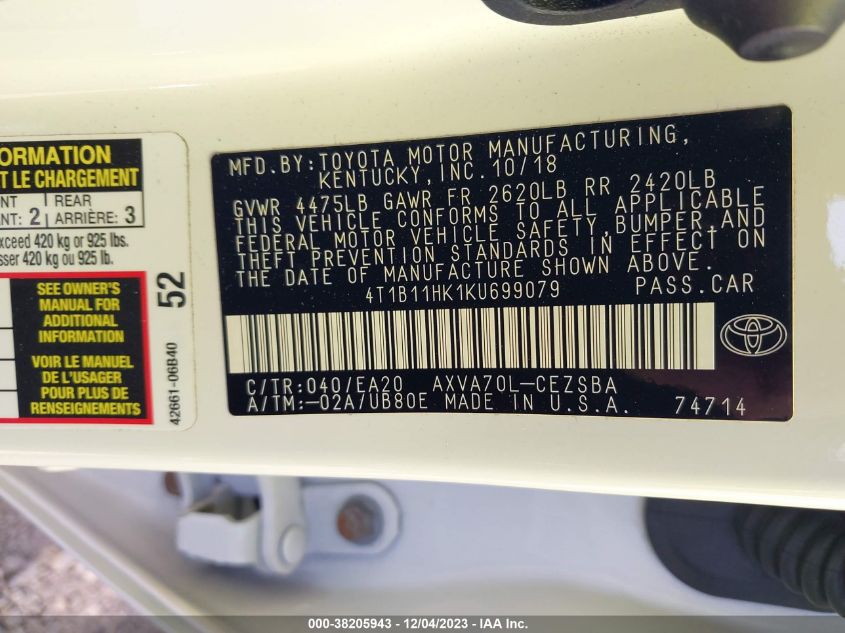 ORMATION
T LE CHARGEMENT
NT REAR
ANT: 2 ARRIÈRE: 3
xceed 420 kg or 925 lbs.
sser 420 kg ou 925 lb.
SEE OWNER'S
MANUAL FOR
ADDITIONAL
INFORMATION
VOIR LE MANUEL
DE L'USAGER
POUR PLUS DE
RENSEIGNEMENTS
52
42661-06B40
MFD.BY:TOYOTA MOTOR MANUFACTURING,
KENTUCKY,INC.10/18
GVWR 4475LB GAWR FR 2620LB RR 2420LB
THIS VEHICLE CONFORMS TO ALL APPLICABLE
FEDERAL MOTOR VEHICLE SAFETY,BUMPER,AND
THEFT PREVENTION STANDARDS IN EFFECT ON
THE DATE OF MANUFACTURE SHOWN ABOVE.
4T1B11HK1KU699079 PASS.CAR
C/TR:040/EA20 AXVA70L-CEZSBA
A/TM:-02A/UB80E MADE IN U.S.A. 74714
000-38205943 - 12/04/2023 - IAA Inc.